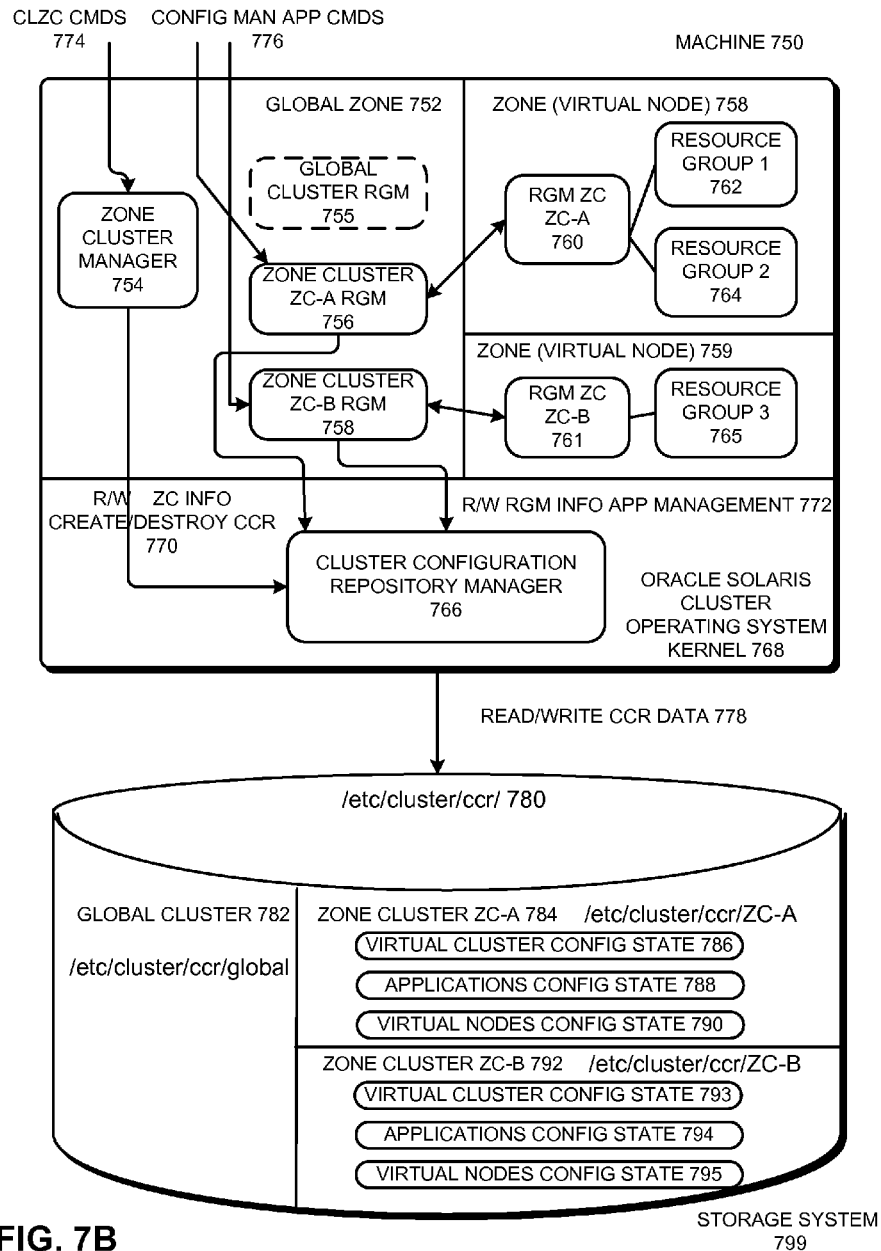 CLZC CMDS
774
CONFIG MAN APP CMDS
776
MACHINE 750
GLOBAL ZONE 752
ZONE (VIRTUAL NODE) 758
GLOBAL
CLUSTER RGM
755
ZONE
CLUSTER
MANAGER
754
ZONE CLUSTER
ZC-A RGM
756
RGM ZC
ZC-A
760
RESOURCE
GROUP 1
762
RESOURCE
GROUP 2
764
ZONE CLUSTER
ZC-B RGM
758
ZONE (VIRTUAL NODE) 759
RGM ZC
ZC-B
761
RESOURCE
GROUP 3
765
R/W ZC INFO
CREATE/DESTROY CCR
770
R/W RGM INFO APP MANAGEMENT 772
CLUSTER CONFIGURATION
REPOSITORY MANAGER
766
ORACLE SOLARIS
CLUSTER
OPERATING SYSTEM
KERNEL 768
READ/WRITE CCR DATA 778
/etc/cluster/ccr/ 780
GLOBAL CLUSTER 782
/etc/cluster/ccr/global
ZONE CLUSTER ZC-A 784 /etc/cluster/ccr/ZC-A
VIRTUAL CLUSTER CONFIG STATE 786
APPLICATIONS CONFIG STATE 788
VIRTUAL NODES CONFIG STATE 790
ZONE CLUSTER ZC-B 792 /etc/cluster/ccr/ZC-B
VIRTUAL CLUSTER CONFIG STATE 793
APPLICATIONS CONFIG STATE 794
VIRTUAL NODES CONFIG STATE 795
STORAGE SYSTEM
799
FIG. 7B